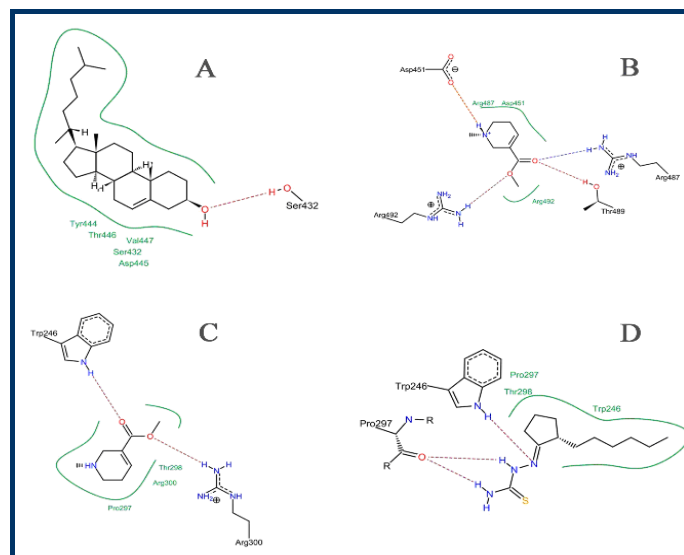 A
H
H
H
H
H O
O
H
Ser432
Tyr444
Thr446
Val447
Ser432
Asp445
B
Asp451
O
⊖
O
Arg487 Asp451
H
N+
O
O
H
N H
NH
NH2
⊕
Arg487
H
O
Thr489
Arg492
NH2
⊕
NH
N H
H
Arg492
C
Trp246
N
H
O
O
HN
H H
N
NH2
⊕
NH
Thr298
Arg300
Pro297
Arg300
D
Trp246
Pro297
Thr298
Trp246
N
H
Pro297
N R
O
R
H
N
N
H
N
H
S